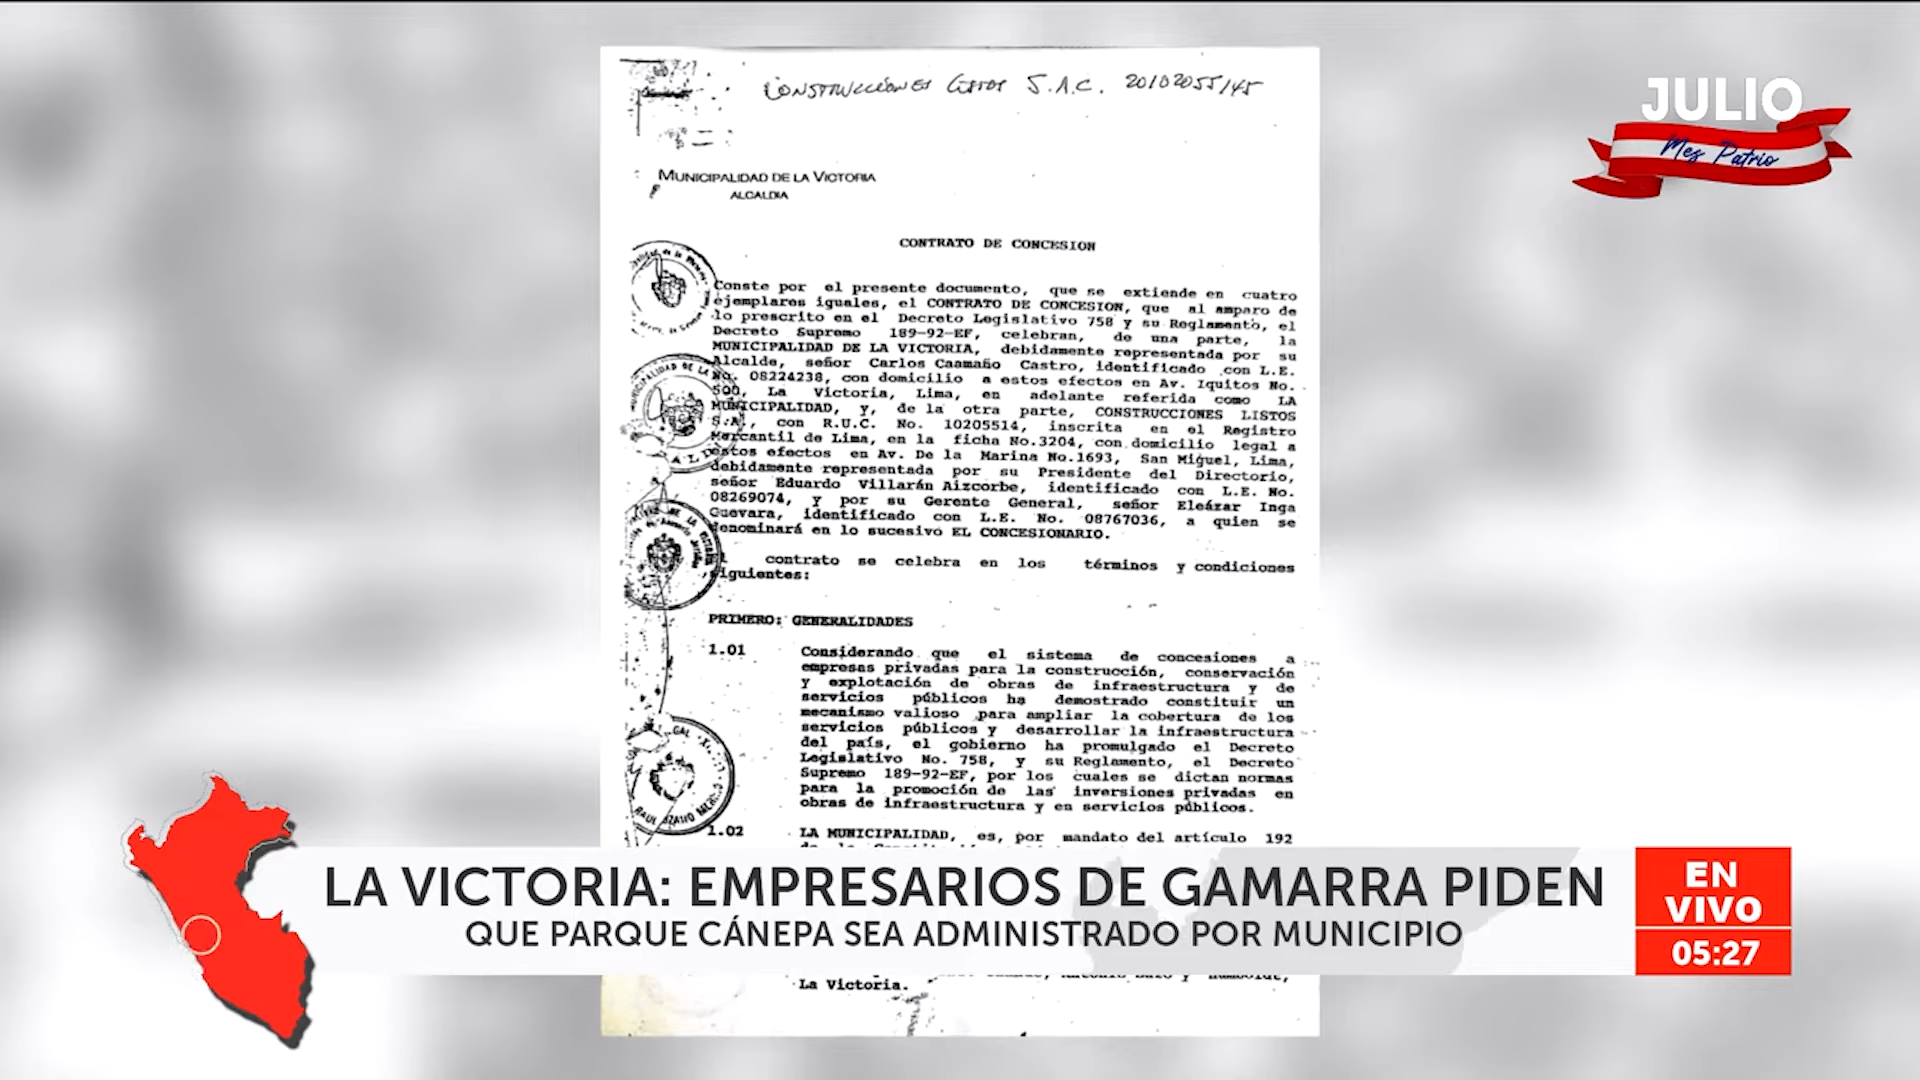 CONSTRUCCIONES LISTOS S.A.C. 20102055145
MUNICIPALIDAD DE LA VICTORIA
ALCALDIA
CONTRATO DE CONCESION
Conste por el presente documento, que se extiende en cuatro
ejemplares iguales, el CONTRATO DE CONCESION, que al amparo de
lo prescrito en el Decreto Legislativo 758 y su Reglamento, el
Decreto Supremo 189-92-EF, celebran, de una parte, la
MUNICIPALIDAD DE LA VICTORIA, debidamente representada por su
Alcalde, señor Carlos Caamaño Castro, identificado con L.E.
No. 08224238, con domicilio a estos efectos en Av. Iquitos No.
500, La Victoria, Lima, en adelante referida como LA
MUNICIPALIDAD, y, de la otra parte, CONSTRUCCIONES LISTOS
S.A., con R.U.C. No. 10205514, inscrita en el Registro
Mercantil de Lima, en la ficha No.3204, con domicilio legal a
estos efectos en Av. De la Marina No.1693, San Miguel, Lima,
debidamente representada por su Presidente del Directorio,
señor Eduardo Villarán Aizcorbe, identificado con L.E. No.
08269074, y por su Gerente General, señor Eleázar Inga
Guevara, identificado con L.E. No. 08767036, a quien se
denominará en lo sucesivo EL CONCESIONARIO.
contrato se celebra en los términos y condiciones
siguientes:
PRIMERO: GENERALIDADES
1.01 Considerando que el sistema de concesiones a
empresas privadas para la construcción, conservación
y explotación de obras de infraestructura y de
servicios públicos ha demostrado constituir un
mecanismo valioso para ampliar la cobertura de los
servicios públicos y desarrollar la infraestructura
del país, el gobierno ha promulgado el Decreto
Legislativo No. 758, y su Reglamento, el Decreto
Supremo 189-92-EF, por los cuales se dictan normas
para la promoción de las inversiones privadas en
obras de infraestructura y en servicios públicos.
1.02 LA MUNICIPALIDAD, es, por mandato del artículo 192
La Victoria.
JULIO
Mes Patrio
LA VICTORIA: EMPRESARIOS DE GAMARRA PIDEN
QUE PARQUE CÁNEPA SEA ADMINISTRADO POR MUNICIPIO
EN
VIVO
05:27